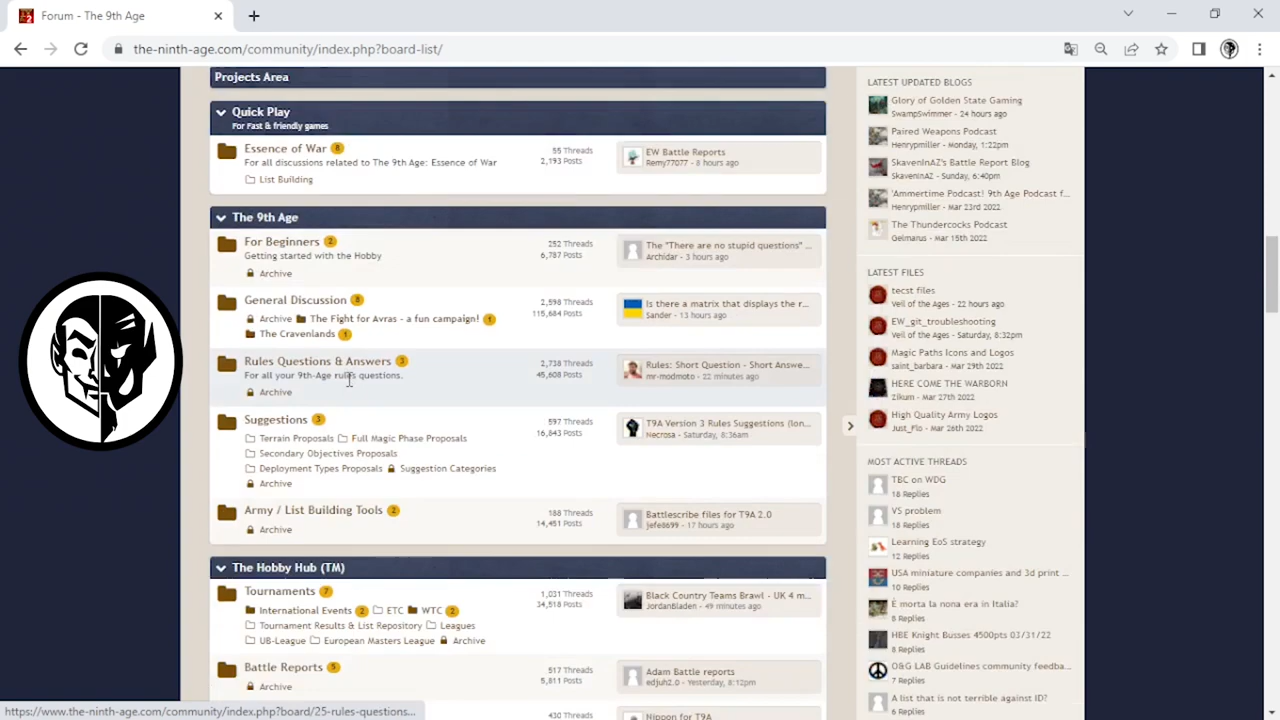 Forum - The 9th Age
the-ninth-age.com/community/index.php?board-list/
Projects Area
Quick Play
For Fast & friendly games
Essence of War 8
For all discussions related to The 9th Age: Essence of War
List Building
55 Threads
2,193 Posts
EW Battle Reports
Remy77077 - 8 hours ago
The 9th Age
For Beginners 2
Getting started with the Hobby
Archive
252 Threads
6,787 Posts
The "There are no stupid questions" ...
Archidar - 3 hours ago
General Discussion 8
Archive The Fight for Avras - a fun campaign! 1
The Cravenlands 1
2,598 Threads
115,684 Posts
Is there a matrix that displays the r...
Sander - 13 hours ago
Rules Questions & Answers 3
For all your 9th-Age rules questions.
Archive
2,738 Threads
45,608 Posts
Rules: Short Question - Short Answe...
mr-modmoto - 22 minutes ago
Suggestions 3
Terrain Proposals Full Magic Phase Proposals
Secondary Objectives Proposals
Deployment Types Proposals Suggestion Categories
Archive
597 Threads
16,843 Posts
T9A Version 3 Rules Suggestions (lon...
Necrosa - Saturday, 8:36am
Army / List Building Tools 2
Archive
188 Threads
14,451 Posts
Battlescribe files for T9A 2.0
jefe8699 - 17 hours ago
The Hobby Hub (TM)
Tournaments 7
International Events 2 ETC WTC 2
Tournament Results & List Repository Leagues
UB-League European Masters League Archive
1,031 Threads
34,518 Posts
Black Country Teams Brawl - UK 4 m...
JordanBladen - 49 minutes ago
Battle Reports 5
Archive
517 Threads
5,811 Posts
Adam Battle reports
edjuh2.0 - Yesterday, 8:12pm
430 Threads
Nippon for T9A
LATEST UPDATED BLOGS
Glory of Golden State Gaming
SwampSwimmer - 24 hours ago
Paired Weapons Podcast
Henrypmiller - Monday, 1:22pm
SkavenInAZ's Battle Report Blog
SkavenInAZ - Sunday, 6:40pm
'Ammertime Podcast! 9th Age Podcast f...
Henrypmiller - Mar 23rd 2022
The Thundercocks Podcast
Gelmarus - Mar 15th 2022
LATEST FILES
tecst files
Veil of the Ages - 22 hours ago
EW_git_troubleshooting
Veil of the Ages - Saturday, 8:32pm
Magic Paths Icons and Logos
saint_barbara - Mar 29th 2022
HERE COME THE WARBORN
Zikum - Mar 27th 2022
High Quality Army Logos
Just_Flo - Mar 26th 2022
MOST ACTIVE THREADS
TBC on WDG
18 Replies
VS problem
18 Replies
Learning EoS strategy
12 Replies
USA miniature companies and 3d print ...
10 Replies
È morta la nona era in Italia?
8 Replies
HBE Knight Busses 4500pts 03/31/22
8 Replies
O&G LAB Guidelines community feedba...
7 Replies
A list that is not terrible against ID?
6 Replies
https://www.the-ninth-age.com/community/index.php?board/25-rules-questions...